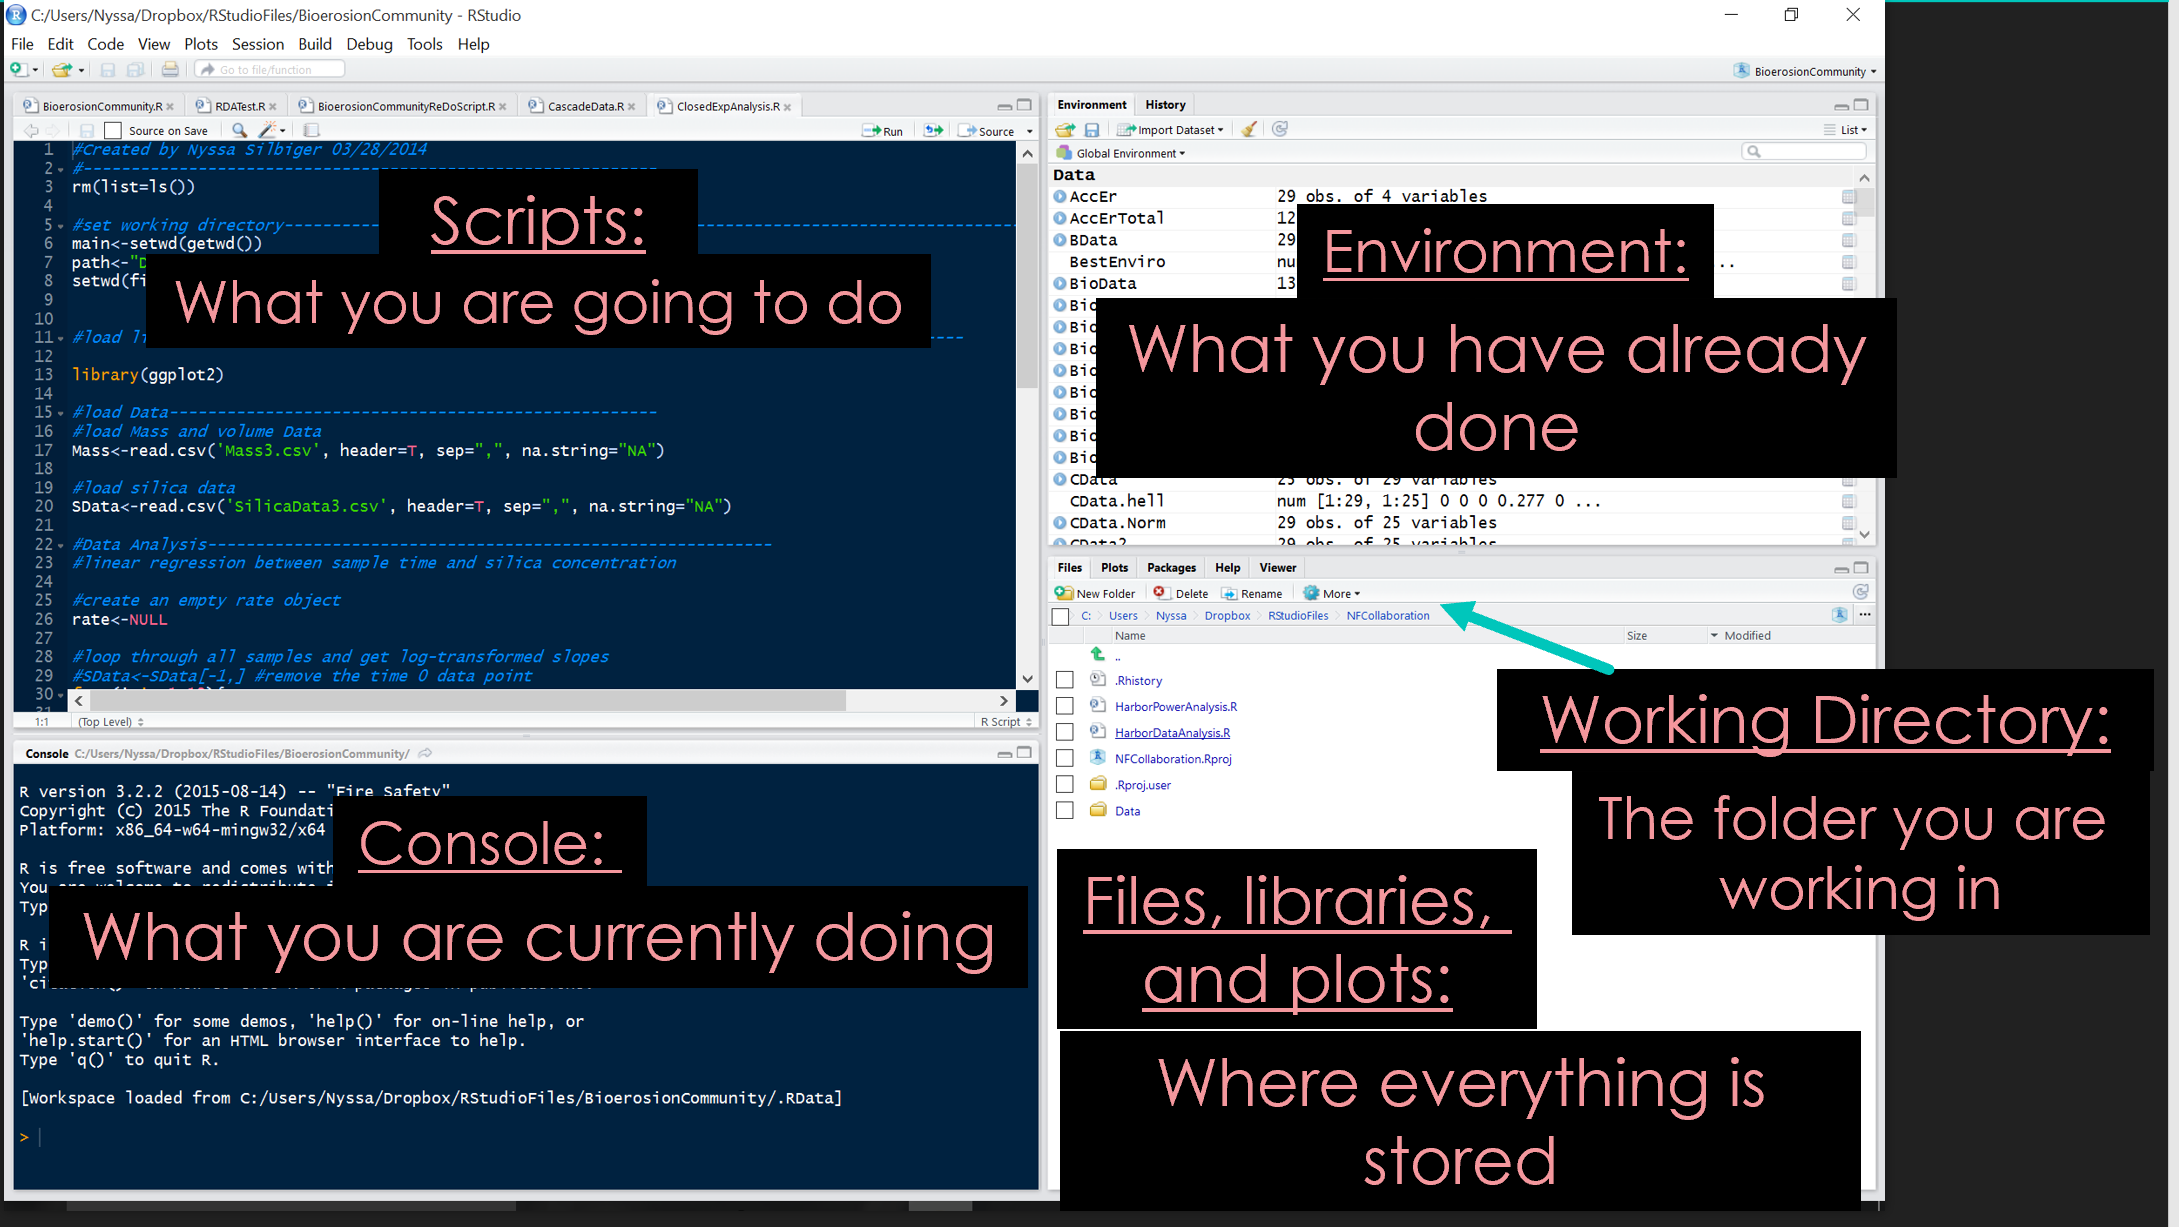 C:/Users/Nyssa/Dropbox/RStudioFiles/BioerosionCommunity - RStudio
File Edit Code View Plots Session Build Debug Tools Help
Go to file/function
BioerosionCommunity
BioerosionCommunity.R RDATest.R BioerosionCommunityReDoScript.R CascadeData.R ClosedExpAnalysis.R
Source on Save Run Source
1 #Created by Nyssa Silbiger 03/28/2014
2 #------------------------------------------------------------
3 rm(list=ls())
4
5 #set working directory------------------------------------------------------------
6 main<-setwd(getwd())
7 path<-"D
8 setwd(fi
9
10
11 #load li ----
12
13 library(ggplot2)
14
15 #load Data---------------------------------------------------
16 #load Mass and volume Data
17 Mass<-read.csv('Mass3.csv', header=T, sep=",", na.string="NA")
18
19 #load silica data
20 SData<-read.csv('SilicaData3.csv', header=T, sep=",", na.string="NA")
21
22 #Data Analysis-----------------------------------------------------------
23 #linear regression between sample time and silica concentration
24
25 #create an empty rate object
26 rate<-NULL
27
28 #loop through all samples and get log-transformed slopes
29 #SData<-SData[-1,] #remove the time 0 data point
30
31
1:1 (Top Level) R Script
Scripts:
What you are going to do
Console C:/Users/Nyssa/Dropbox/RStudioFiles/BioerosionCommunity/
R version 3.2.2 (2015-08-14) -- "Fire Safety"
Copyright (C) 2015 The R Foundati
Platform: x86_64-w64-mingw32/x64
R is free software and comes with
You are welcome to redistribute
Typ
R i
Typ
'ci
Type 'demo()' for some demos, 'help()' for on-line help, or
'help.start()' for an HTML browser interface to help.
Type 'q()' to quit R.
[Workspace loaded from C:/Users/Nyssa/Dropbox/RStudioFiles/BioerosionCommunity/.RData]
>
Console:
What you are currently doing
Environment History
Import Dataset List
Global Environment
Data
AccEr 29 obs. of 4 variables
AccErTotal 12
BData 29
BestEnviro nu ..
BioData 13
Bio
Bio
Bio
Bio
Bio
Bio
Bio
Bio
CData 25 obs. of 29 variables
CData.hell num [1:29, 1:25] 0 0 0 0.277 0 ...
CData.Norm 29 obs. of 25 variables
CData2 29 obs. of 25 variables
Environment:
What you have already
done
Files Plots Packages Help Viewer
New Folder Delete Rename More
C: Users Nyssa Dropbox RStudioFiles NFCollaboration
Name Size Modified
..
.Rhistory
HarborPowerAnalysis.R
HarborDataAnalysis.R
NFCollaboration.Rproj
.Rproj.user
Data
Working Directory:
The folder you are
working in
Files, libraries,
and plots:
Where everything is
stored